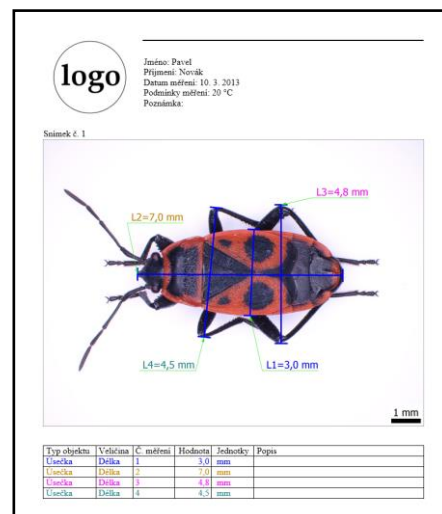 logo
Jméno: Pavel
Příjmení: Novák
Datum měření: 10. 3. 2013
Podmínky měření: 20 °C
Poznámka:
Snímek č. 1
L3=4,8 mm
L2=7,0 mm
L4=4,5 mm
L1=3,0 mm
1 mm
Typ objektu Veličina Č. měření Hodnota Jednotky Popis
Úsečka Délka 1 3,0 mm
Úsečka Délka 2 7,0 mm
Úsečka Délka 3 4,8 mm
Úsečka Délka 4 4,5 mm